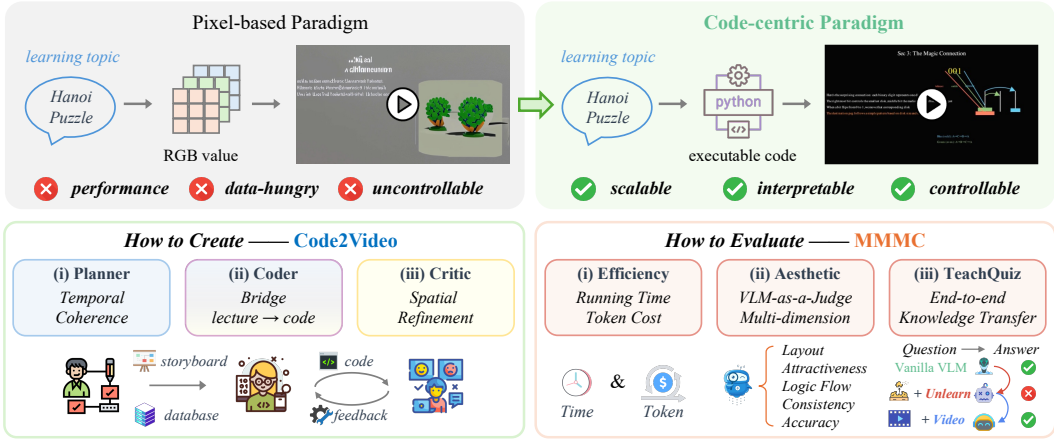 Pixel-based Paradigm
learning topic
Hanoi
Puzzle
RGB value
performance
data-hungry
uncontrollable
Code-centric Paradigm
learning topic
Hanoi
Puzzle
python
</>
executable code
Sec 3: The Magic Connection
001
scalable
interpretable
controllable
How to Create —— Code2Video
(i) Planner
Temporal
Coherence
(ii) Coder
Bridge
lecture → code
(iii) Critic
Spatial
Refinement
storyboard
database
code
feedback
How to Evaluate —— MMMC
(i) Efficiency
Running Time
Token Cost
(ii) Aesthetic
VLM-as-a-Judge
Multi-dimension
(iii) TeachQuiz
End-to-end
Knowledge Transfer
Time
&
Token
Layout
Attractiveness
Logic Flow
Consistency
Accuracy
Question → Answer
Vanilla VLM
+ Unlearn
+ Video